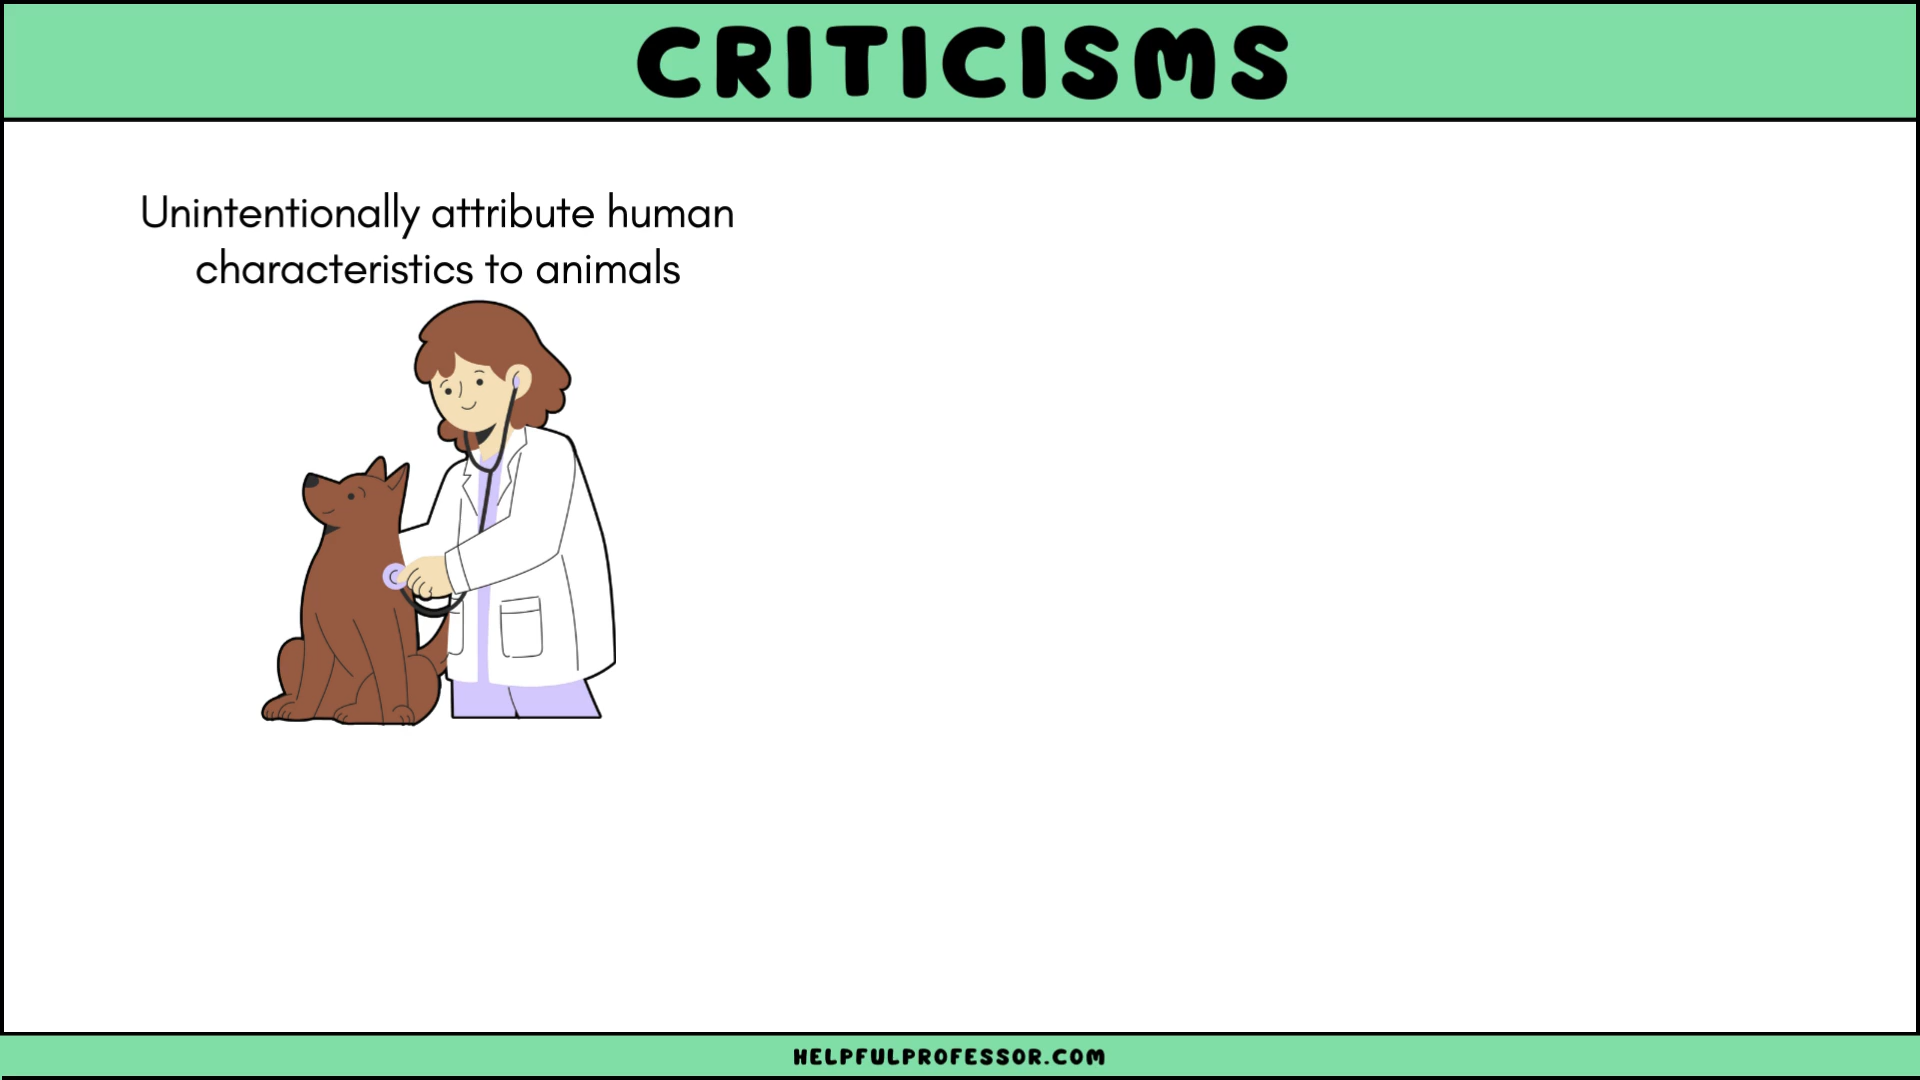 CRITICISMS
Unintentionally attribute human
characteristics to animals
HELPFULPROFESSOR.COM